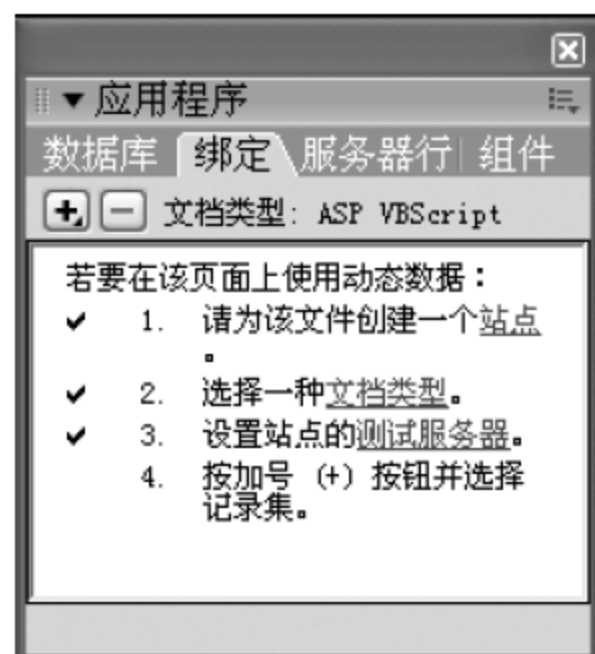 应用程序
数据库 绑定 服务器行 组件
文档类型: ASP VBScript
若要在该页面上使用动态数据：
1. 请为该文件创建一个站点
。
2. 选择一种文档类型。
3. 设置站点的测试服务器。
4. 按加号 (+) 按钮并选择
记录集。